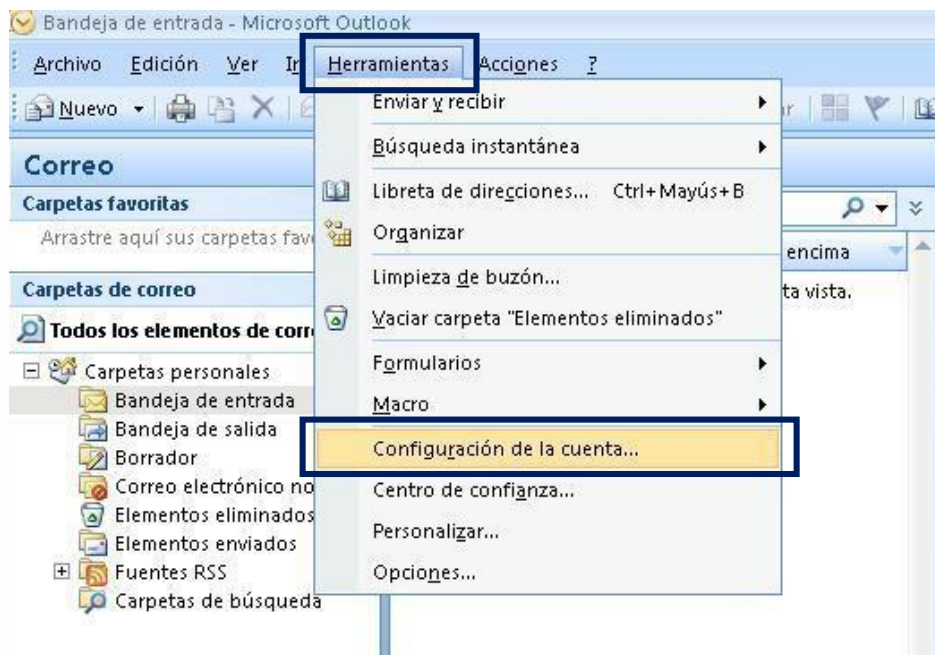 Bandeja de entrada - Microsoft Outlook
Archivo Edición Ver Herramientas Acciones ?
Nuevo
Enviar y recibir
Búsqueda instantánea
Libreta de direcciones... Ctrl+Mayús+B
Organizar
Limpieza de buzón...
Vaciar carpeta "Elementos eliminados"
Formularios
Macro
Configuración de la cuenta...
Centro de confianza...
Personalizar...
Opciones...
Correo
Carpetas favoritas
Arrastre aquí sus carpetas
Carpetas de correo
Todos los elementos de
Carpetas personales
Bandeja de entrada
Bandeja de salida
Borrador
Correo electrónico no
Elementos eliminados
Elementos enviados
Fuentes RSS
Carpetas de búsqueda
encima
vista.